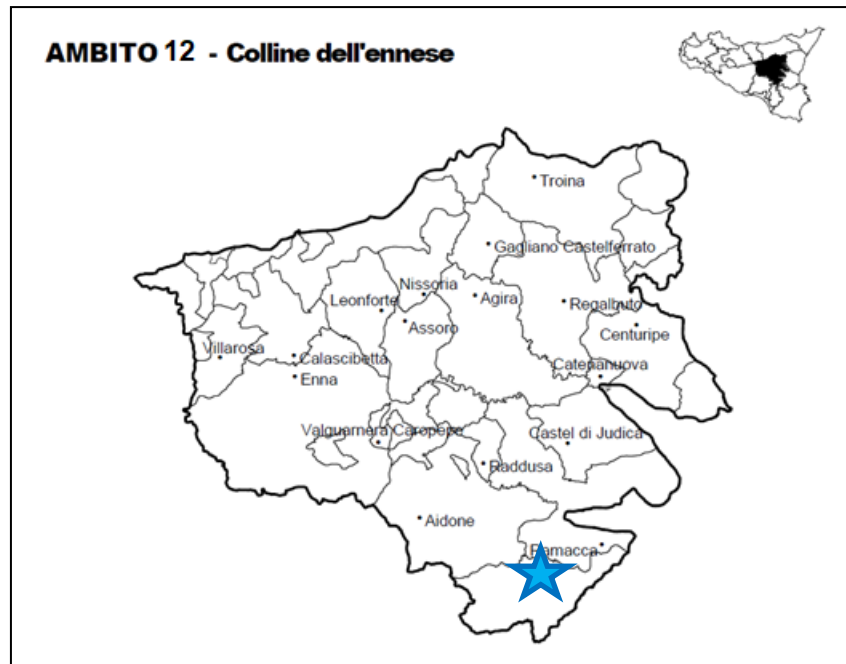 AMBITO 12 - Colline dell'ennese
Troina
Gagliano Castelferrato
Nissoria
Agira
Leonforte
Regalbuto
Assoro
Centuripe
Villarosa
Calascibetta
Catenanuova
Enna
Valguarnera Caropepe
Castel di Judica
Raddusa
Aidone
Ramacca